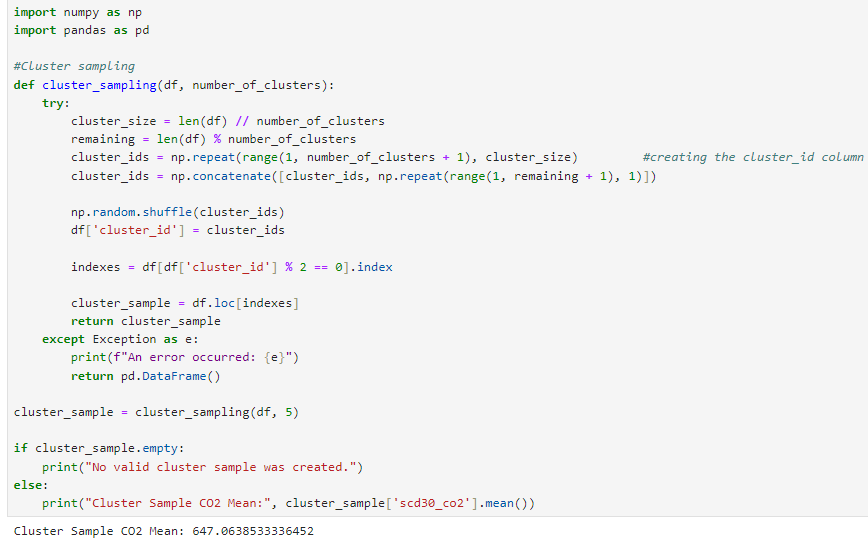 import numpy as np
import pandas as pd

#Cluster sampling
def cluster_sampling(df, number_of_clusters):
    try:
        cluster_size = len(df) // number_of_clusters
        remaining = len(df) % number_of_clusters
        cluster_ids = np.repeat(range(1, number_of_clusters + 1), cluster_size)         #creating the cluster_id column
        cluster_ids = np.concatenate([cluster_ids, np.repeat(range(1, remaining + 1), 1)])

        np.random.shuffle(cluster_ids)
        df['cluster_id'] = cluster_ids

        indexes = df[df['cluster_id'] % 2 == 0].index

        cluster_sample = df.loc[indexes]
        return cluster_sample
    except Exception as e:
        print(f"An error occurred: {e}")
        return pd.DataFrame()

cluster_sample = cluster_sampling(df, 5)

if cluster_sample.empty:
    print("No valid cluster sample was created.")
else:
    print("Cluster Sample CO2 Mean:", cluster_sample['scd30_co2'].mean())
Cluster Sample CO2 Mean: 647.0638533336452